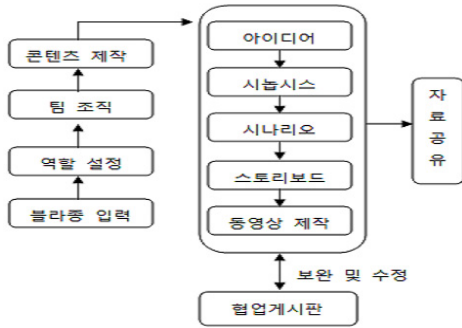 콘텐츠 제작
팀 조직
역할 설정
블라종 입력
아이디어
시놉시스
시나리오
스토리보드
동영상 제작
보완 및 수정
협업게시판
자
료
공
유